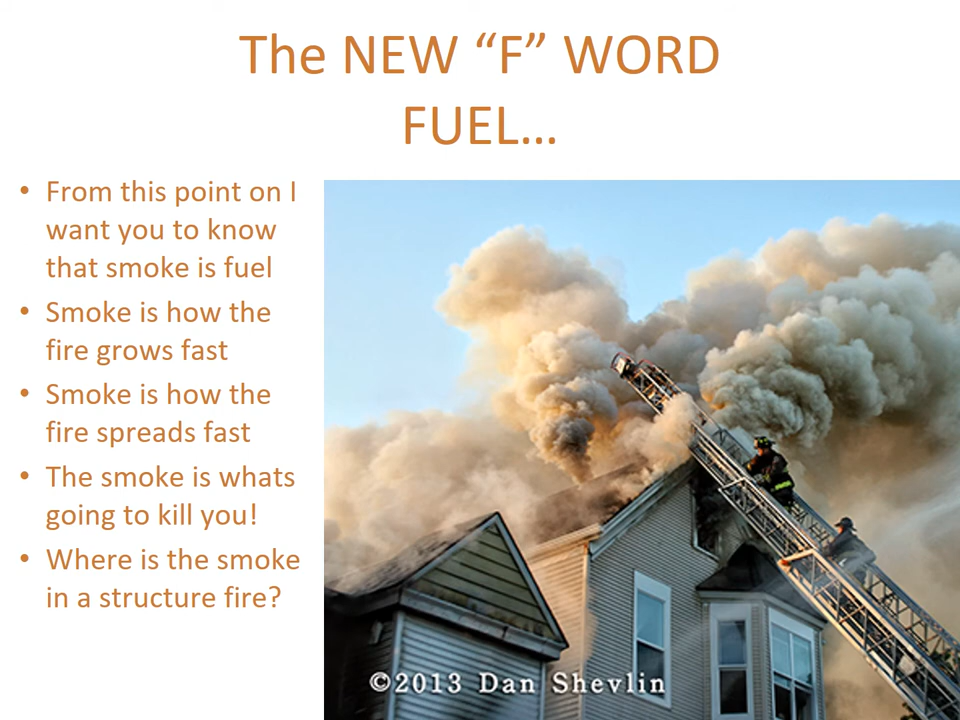 The NEW “F” WORD
FUEL…
• From this point on I
want you to know
that smoke is fuel
• Smoke is how the
fire grows fast
• Smoke is how the
fire spreads fast
• The smoke is whats
going to kill you!
• Where is the smoke
in a structure fire?
©2013 Dan Shevlin